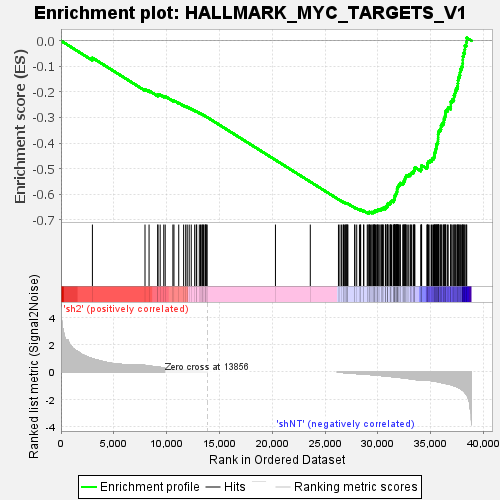 Enrichment plot: HALLMARK_MYC_TARGETS_V1
Enrichment score (ES)
0.0
-0.1
-0.2
-0.3
-0.4
-0.5
-0.6
-0.7
Ranked list metric (Signal2Noise)
4
2
0
-2
-4
'sh2' (positively correlated)
Zero cross at 13856
'shNT' (negatively correlated)
0
5,000
10,000
15,000
20,000
25,000
30,000
35,000
40,000
Rank in Ordered Dataset
Enrichment profile
Hits
Ranking metric scores